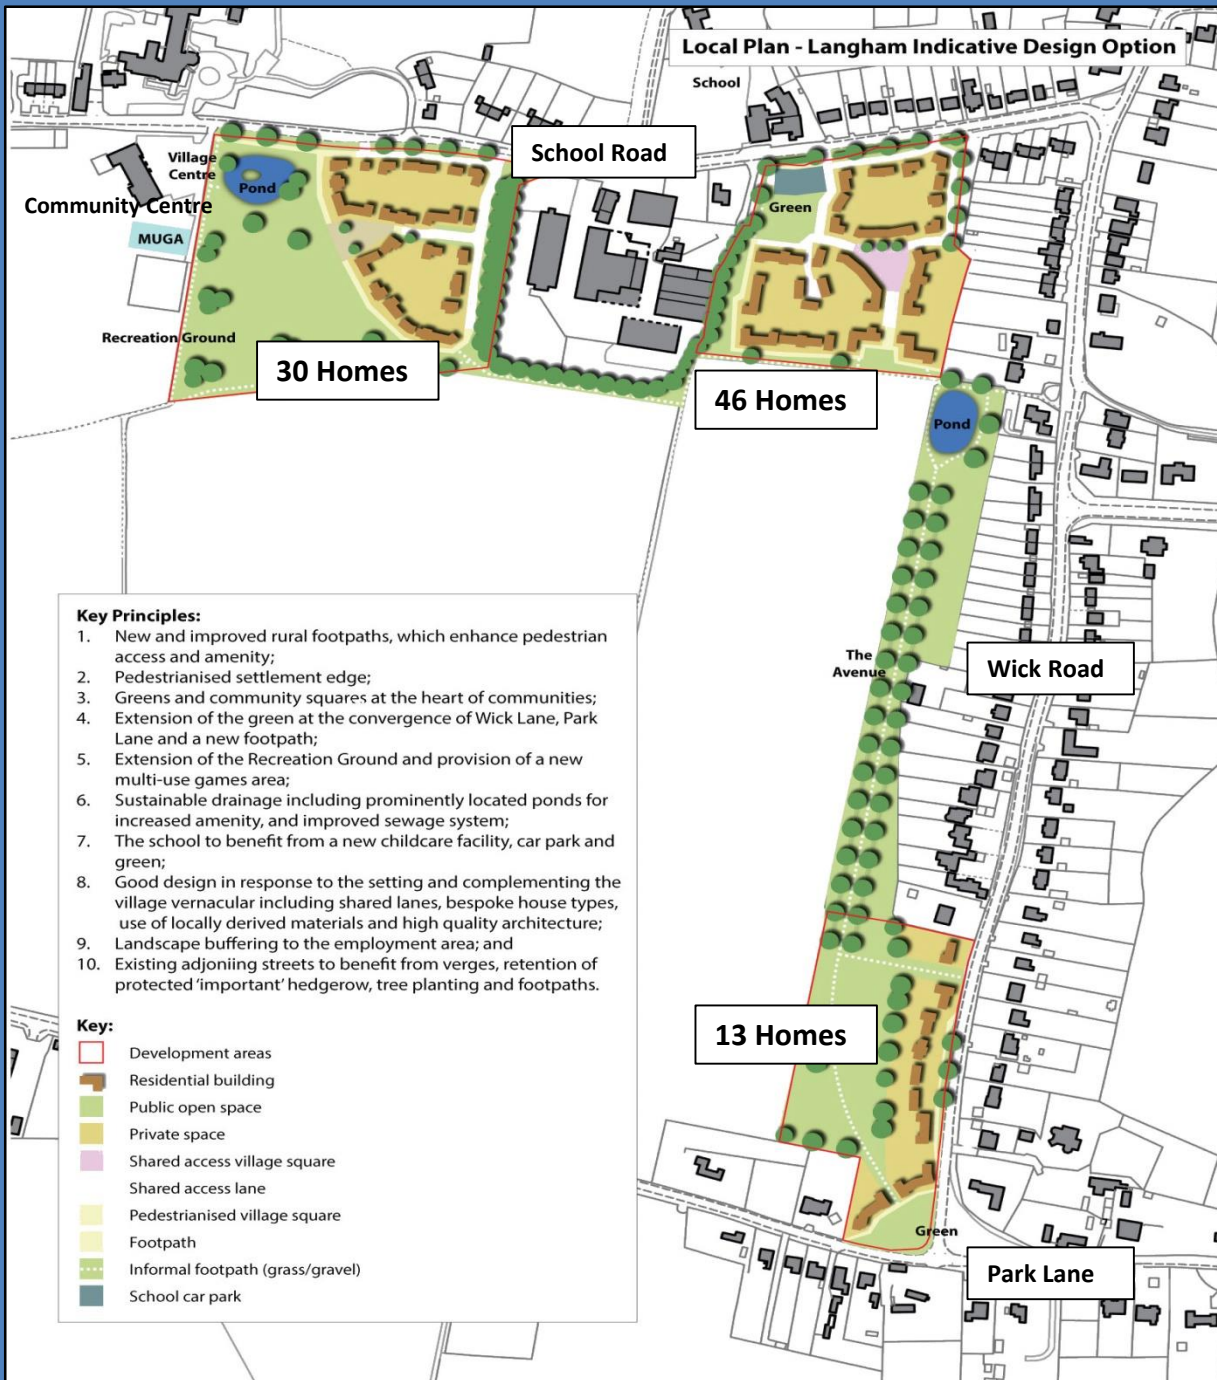 Local Plan - Langham Indicative Design Option
School
School Road
Village
Centre
Pond
Community Centre
MUGA
Green
Recreation Ground
30 Homes
46 Homes
Pond
The
Avenue
Wick Road
Key Principles:
1. New and improved rural footpaths, which enhance pedestrian
access and amenity;
2. Pedestrianised settlement edge;
3. Greens and community squares at the heart of communities;
4. Extension of the green at the convergence of Wick Lane, Park
Lane and a new footpath;
5. Extension of the Recreation Ground and provision of a new
multi-use games area;
6. Sustainable drainage including prominently located ponds for
increased amenity, and improved sewage system;
7. The school to benefit from a new childcare facility, car park and
green;
8. Good design in response to the setting and complementing the
village vernacular including shared lanes, bespoke house types,
use of locally derived materials and high quality architecture;
9. Landscape buffering to the employment area; and
10. Existing adjoniing streets to benefit from verges, retention of
protected 'important' hedgerow, tree planting and footpaths.
Key:
Development areas
Residential building
Public open space
Private space
Shared access village square
Shared access lane
Pedestrianised village square
Footpath
Informal footpath (grass/gravel)
School car park
13 Homes
Green
Park Lane